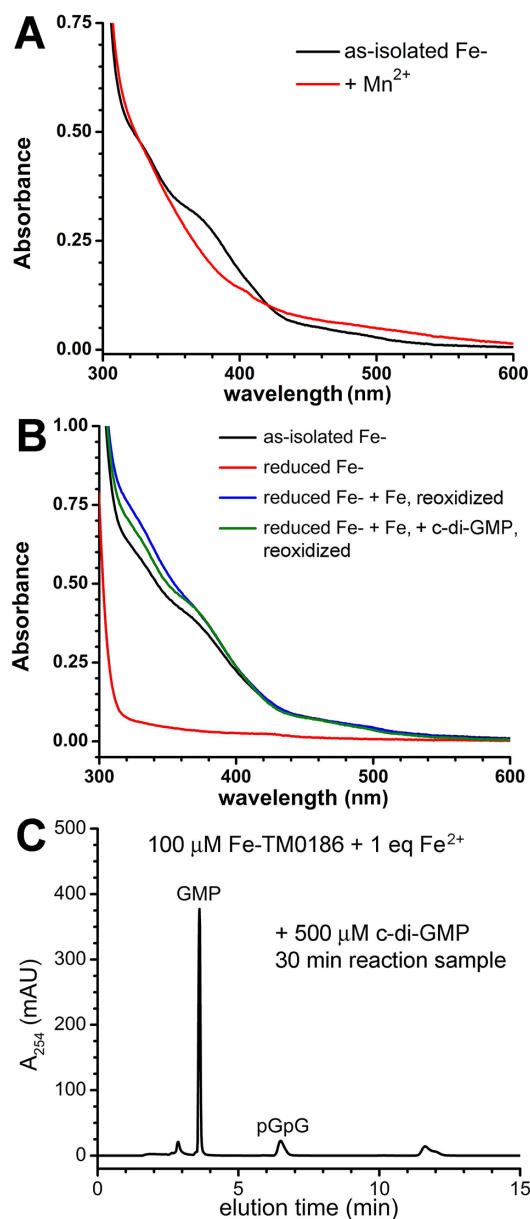 A
0.75
0.50
0.25
0.00
Absorbance
as-isolated Fe-
+ Mn²⁺
300
400
500
600
wavelength (nm)
B
1.00
0.75
0.50
0.25
0.00
Absorbance
as-isolated Fe-
reduced Fe-
reduced Fe- + Fe, reoxidized
reduced Fe- + Fe, + c-di-GMP,
reoxidized
300
400
500
600
wavelength (nm)
C
500
400
300
200
100
0
A₂₅₄ (mAU)
100 μM Fe-TM0186 + 1 eq Fe²⁺
GMP
+ 500 μM c-di-GMP
30 min reaction sample
pGpG
0
5
10
15
elution time (min)